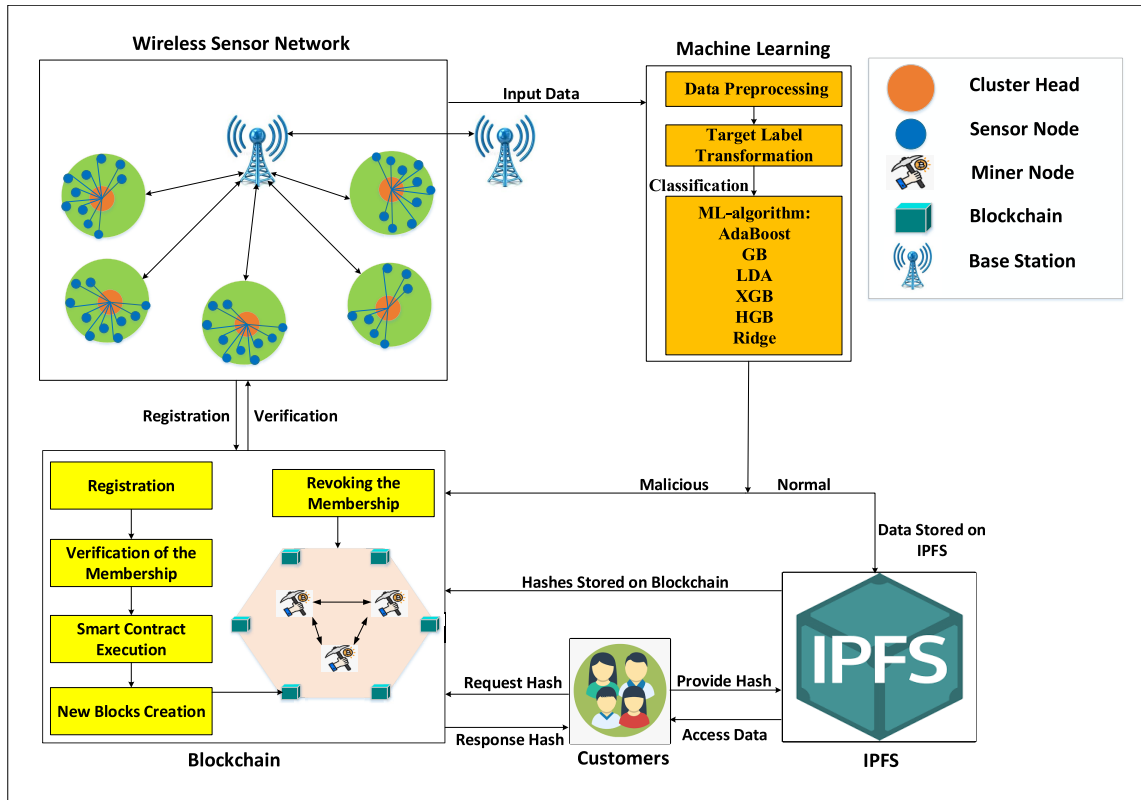 Wireless Sensor Network
Machine Learning
Input Data
Data Preprocessing
Target Label
Transformation
Classification
ML-algorithm:
AdaBoost
GB
LDA
XGB
HGB
Ridge
Cluster Head
Sensor Node
Miner Node
Blockchain
Base Station
Registration
Verification
Registration
Verification of the
Membership
Smart Contract
Execution
New Blocks Creation
Revoking the
Membership
Blockchain
Malicious
Normal
Data Stored on
IPFS
Hashes Stored on Blockchain
Request Hash
Response Hash
Provide Hash
Access Data
Customers
IPFS
IPFS